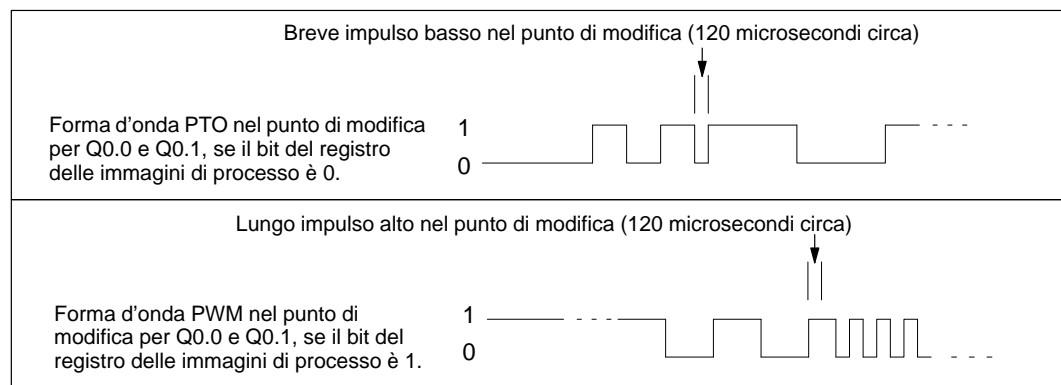 Breve impulso basso nel punto di modifica (120 microsecondi circa)
Forma d'onda PTO nel punto di modifica
per Q0.0 e Q0.1, se il bit del registro
delle immagini di processo è 0.
1
0
Lungo impulso alto nel punto di modifica (120 microsecondi circa)
Forma d'onda PWM nel punto di
modifica per Q0.0 e Q0.1, se il bit del
registro delle immagini di processo è 1.
1
0